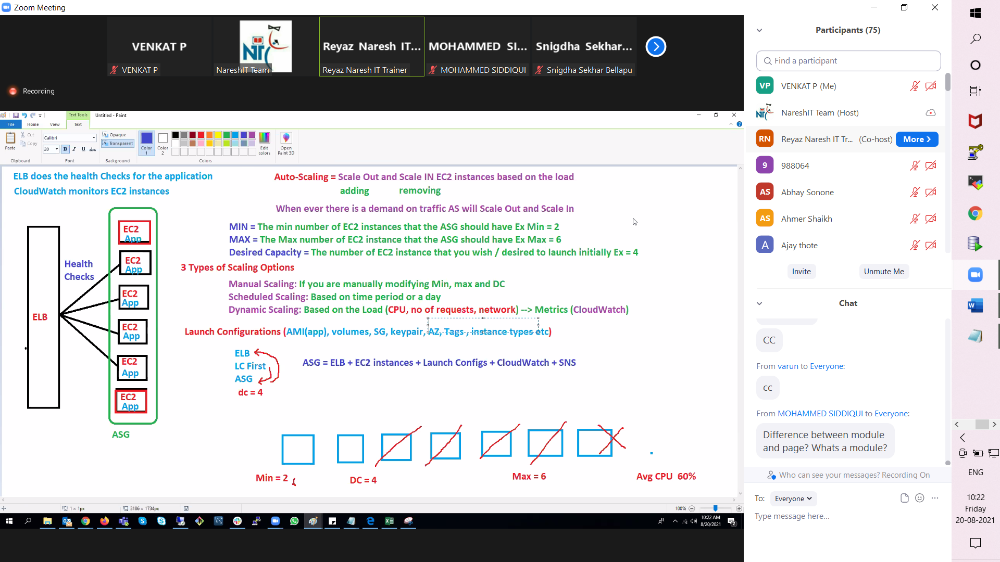 Zoom Meeting
VENKAT P
VENKAT P
NTC
NareshIT Team
Reyaz Naresh IT...
Reyaz Naresh IT Trainer
MOHAMMED SI...
MOHAMMED SIDDIQUI
Snigdha Sekhar...
Snigdha Sekhar Bellapu
Recording
Text Tools
Untitled - Paint
File
Home
View
Text
Paste
Cut
Copy
Clipboard
Calibri
20
B I U abc
Font
Opaque
Transparent
Background
Color 1
Color 2
Edit colors
Open Paint 3D
Colors
ELB does the health Checks for the application
CloudWatch monitors EC2 instances
Auto-Scaling = Scale Out and Scale IN EC2 instances based on the load
adding removing
When ever there is a demand on traffic AS will Scale Out and Scale In
MIN = The min number of EC2 instances that the ASG should have Ex Min = 2
MAX = The Max number of EC2 instance that the ASG should have Ex Max = 6
Desired Capacity = The number of EC2 instance that you wish / desired to launch initially Ex = 4
3 Types of Scaling Options
Manual Scaling: If you are manually modifying Min, max and DC
Scheduled Scaling: Based on time period or a day
Dynamic Scaling: Based on the Load (CPU, no of requests, network) --> Metrics (CloudWatch)
Launch Configurations (AMI(app), volumes, SG, keypair, AZ, Tags , instance types etc)
ELB
LC First
ASG
dc = 4
ASG = ELB + EC2 instances + Launch Configs + CloudWatch + SNS
ELB
Health
Checks
EC2
App
EC2
App
EC2
App
EC2
App
EC2
App
EC2
App
ASG
Min = 2
DC = 4
Max = 6
Avg CPU 60%
1 × 1px
3186 × 1734px
100%
10:22 AM
8/20/2021
2
Participants (75)
Find a participant
VP VENKAT P (Me)
NTC NareshIT Team (Host)
RN Reyaz Naresh IT Tr... (Co-host) More
9 988064
AS Abhay Sonone
AS Ahmer Shaikh
A Ajay thote
Invite
Unmute Me
Chat
CC
From varun to Everyone:
cc
From MOHAMMED SIDDIQUI to Everyone:
Difference between module
and page? Whats a module?
Who can see your messages? Recording On
To: Everyone
Type message here...
ENG
10:22
Friday
20-08-2021